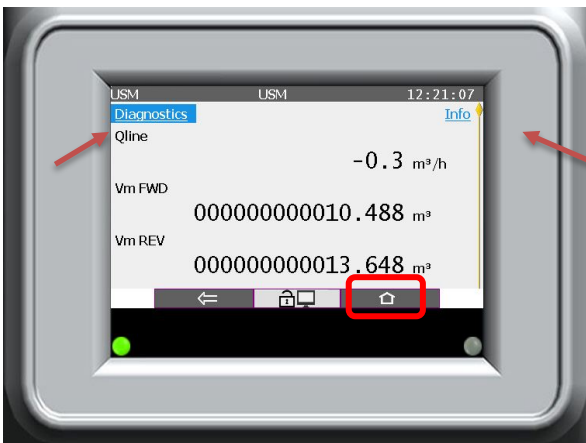 USM USM 12:21:07
Diagnostics Info
Qline
-0.3 m³/h
Vm FWD
000000000010.488 m³
Vm REV
000000000013.648 m³